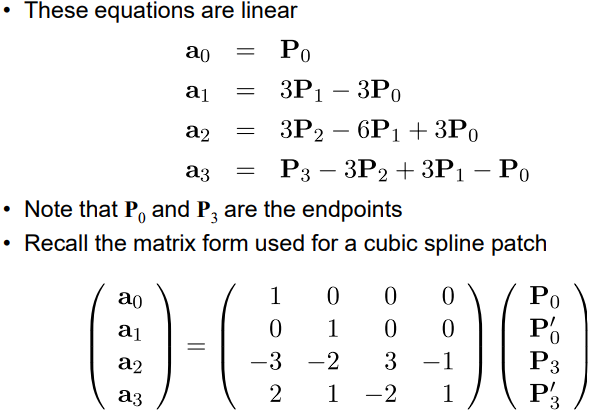 • These equations are linear
a₀ = P₀
a₁ = 3P₁ − 3P₀
a₂ = 3P₂ − 6P₁ + 3P₀
a₃ = P₃ − 3P₂ + 3P₁ − P₀
• Note that P₀ and P₃ are the endpoints
• Recall the matrix form used for a cubic spline patch
( a₀ ) ( 1 0 0 0 ) ( P₀ )
( a₁ ) = ( 0 1 0 0 ) ( P′₀ )
( a₂ ) ( −3 −2 3 −1 ) ( P₃ )
( a₃ ) ( 2 1 −2 1 ) ( P′₃ )